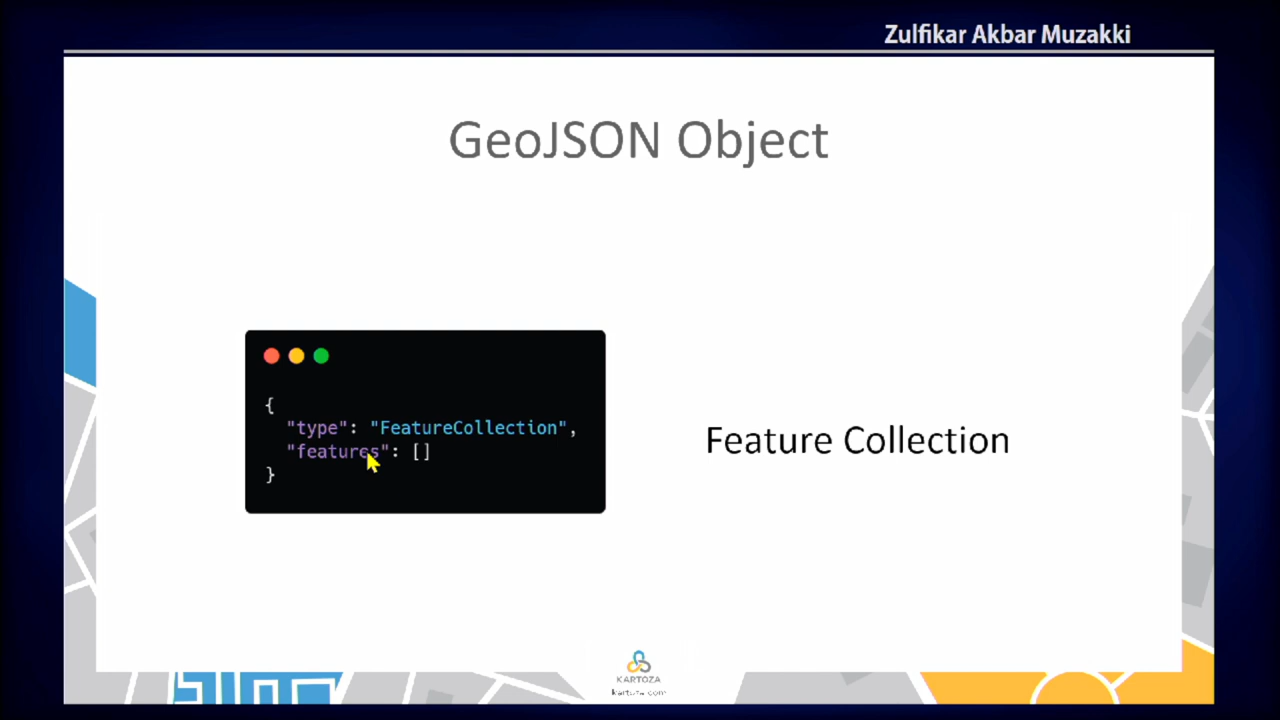 Zulfikar Akbar Muzakki
GeoJSON Object
{
"type": "FeatureCollection",
"features": []
}
Feature Collection
KARTOZA
kartoza.com